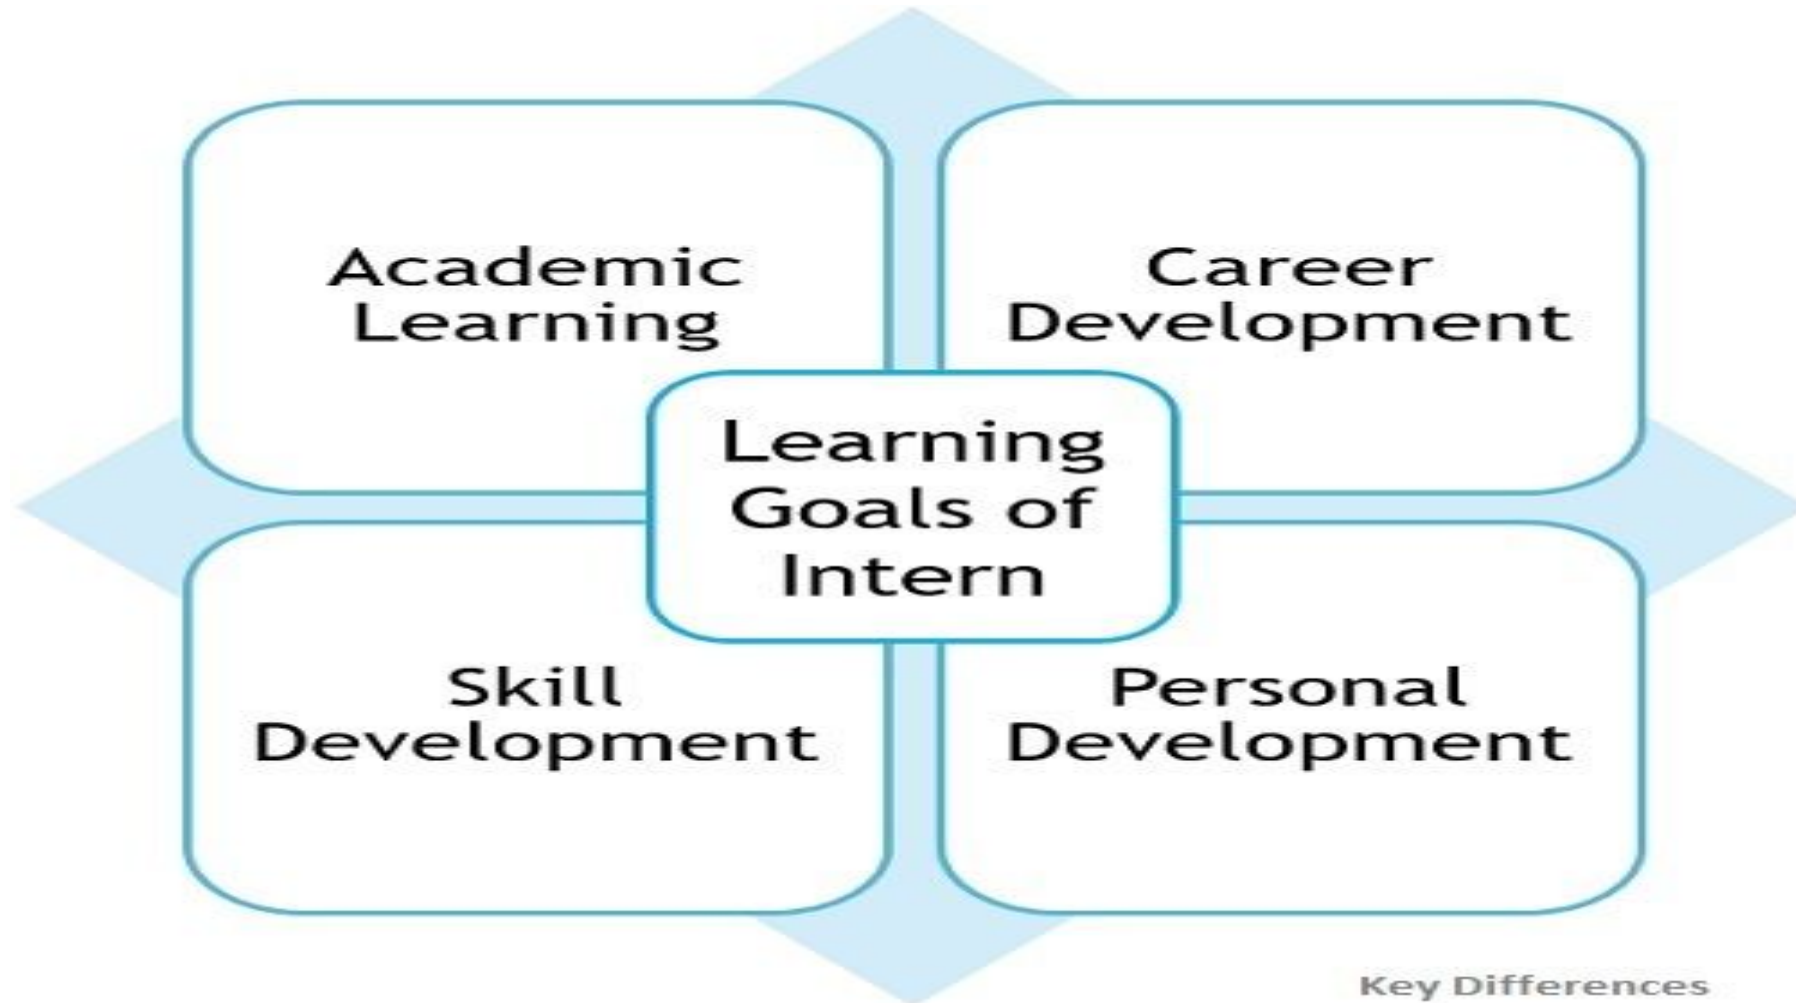 Academic
Learning
Career
Development
Learning
Goals of
Intern
Skill
Development
Personal
Development
Key Differences